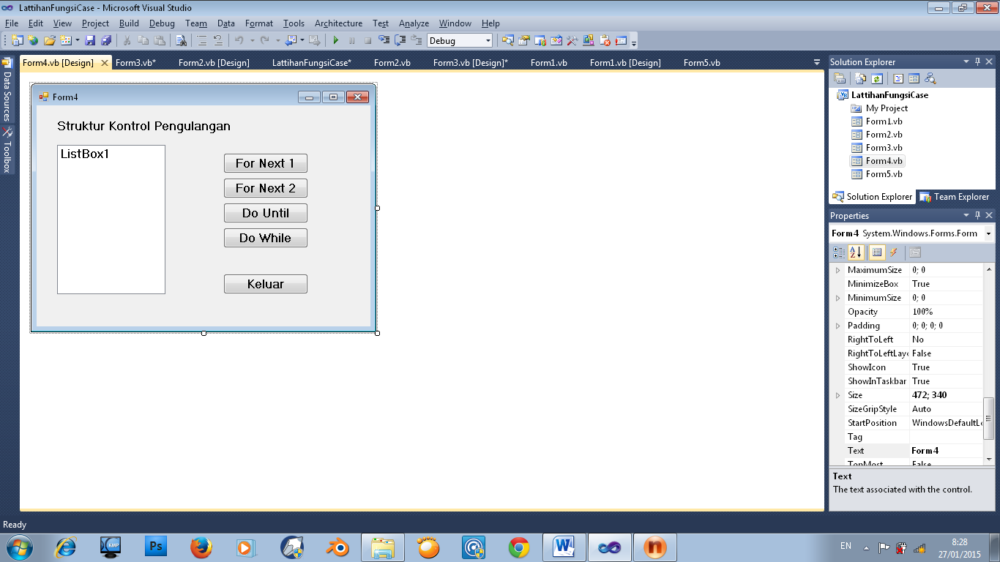 LattihanFungsiCase - Microsoft Visual Studio
File Edit View Project Build Debug Team Data Format Tools Architecture Test Analyze Window Help
Debug
Form4.vb [Design] Form3.vb* Form2.vb [Design] LattihanFungsiCase* Form2.vb Form3.vb [Design]* Form1.vb Form1.vb [Design] Form5.vb
Data Sources
Toolbox
Form4
Struktur Kontrol Pengulangan
ListBox1
For Next 1
For Next 2
Do Until
Do While
Keluar
Solution Explorer
LattihanFungsiCase
My Project
Form1.vb
Form2.vb
Form3.vb
Form4.vb
Form5.vb
Solution Explorer Team Explorer
Properties
Form4 System.Windows.Forms.Form
MaximumSize 0; 0
MinimizeBox True
MinimumSize 0; 0
Opacity 100%
Padding 0; 0; 0; 0
RightToLeft No
RightToLeftLay False
ShowIcon True
ShowInTaskbar True
Size 472; 340
SizeGripStyle Auto
StartPosition WindowsDefaultLo
Tag
Text Form4
TopMost False
Text
The text associated with the control.
Ready
KMP
Ps
W
n
EN
8:28
27/01/2015